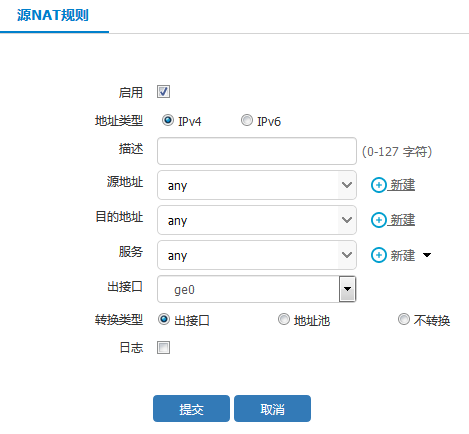 源NAT规则
启用
地址类型 IPv4 IPv6
描述 (0-127 字符)
源地址 any 新建
目的地址 any 新建
服务 any 新建
出接口 ge0
转换类型 出接口 地址池 不转换
日志
提交 取消